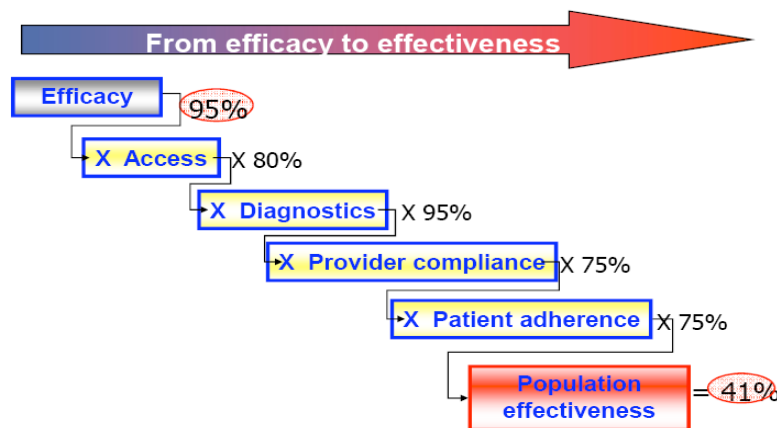 From efficacy to effectiveness
Efficacy
95%
X Access
X 80%
X Diagnostics
X 95%
X Provider compliance
X 75%
X Patient adherence
X 75%
Population
effectiveness
= 41%